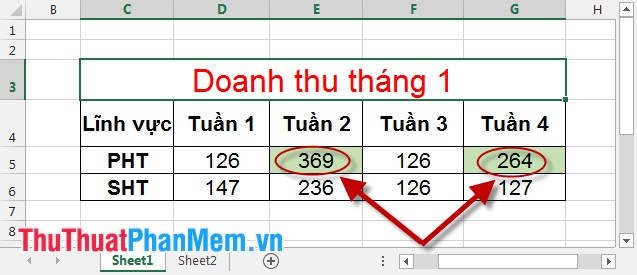 B C D E F G H
1
2
3 Doanh thu tháng 1
4 Lĩnh vực Tuần 1 Tuần 2 Tuần 3 Tuần 4
5 PHT 126 369 126 264
6 SHT 147 236 126 127
7
8
ThuThuatPhanMem.vn
Sheet1 Sheet2